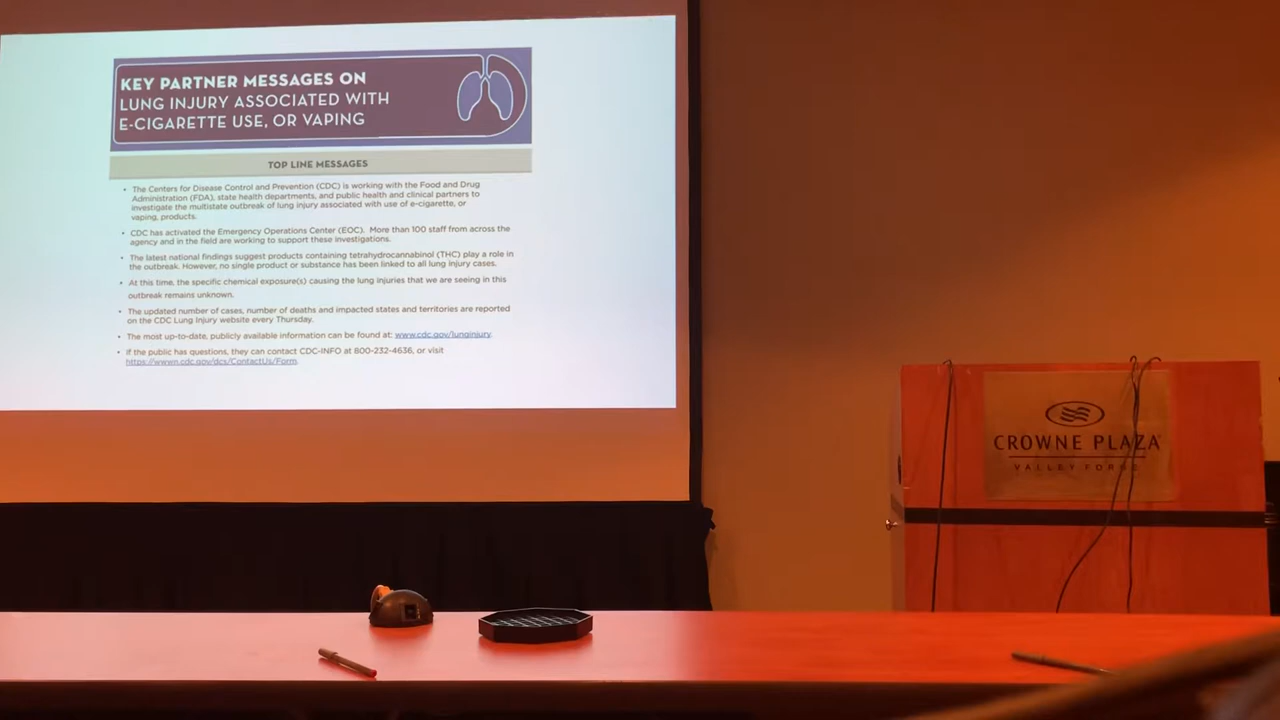 KEY PARTNER MESSAGES ON
LUNG INJURY ASSOCIATED WITH
E-CIGARETTE USE, OR VAPING
TOP LINE MESSAGES
• The Centers for Disease Control and Prevention (CDC) is working with the Food and Drug
Administration (FDA), state health departments, and public health and clinical partners to
investigate the multistate outbreak of lung injury associated with use of e-cigarette, or
vaping, products.
• CDC has activated the Emergency Operations Center (EOC). More than 100 staff from across the
agency and in the field are working to support these investigations.
• The latest national findings suggest products containing tetrahydrocannabinol (THC) play a role in
the outbreak. However, no single product or substance has been linked to all lung injury cases.
• At this time, the specific chemical exposure(s) causing the lung injuries that we are seeing in this
outbreak remains unknown.
• The updated number of cases, number of deaths and impacted states and territories are reported
on the CDC Lung Injury website every Thursday.
• The most up-to-date, publicly available information can be found at: www.cdc.gov/lunginjury.
• If the public has questions, they can contact CDC-INFO at 800-232-4636, or visit
https://wwwn.cdc.gov/dcs/ContactUs/Form.
CROWNE PLAZA
VALLEY FORGE